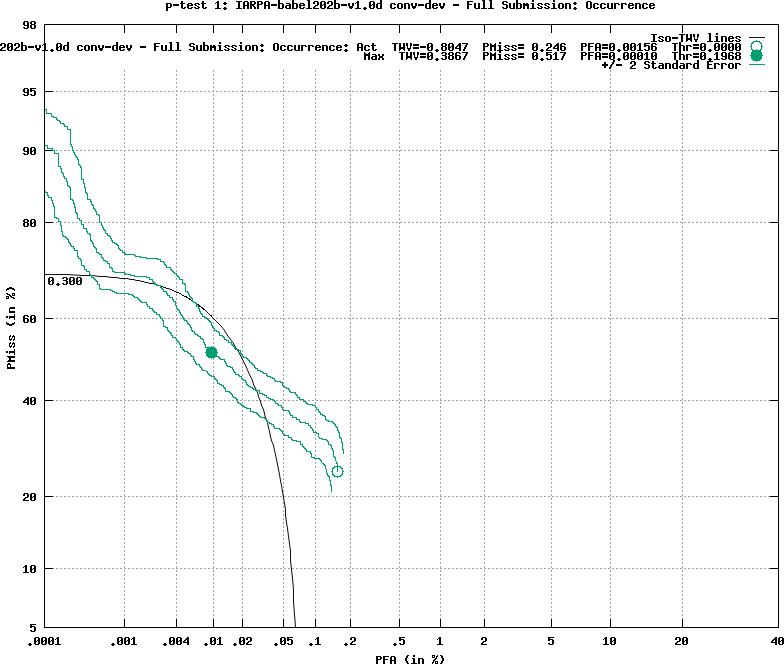 p-test 1: IARPA-babel202b-v1.0d conv-dev - Full Submission: Occurrence
Iso-TWV lines
202b-v1.0d conv-dev - Full Submission: Occurrence: Act TWV=-0.8047 PMiss= 0.246 PFA=0.00156 Thr=0.0000
Max TWV=0.3867 PMiss= 0.517 PFA=0.00010 Thr=0.1968
+/- 2 Standard Error
98
95
90
80
60
40
20
10
5
PMiss (in %)
0.300
.0001 .001 .004 .01 .02 .05 .1 .2 .5 1 2 5 10 20 40
PFA (in %)